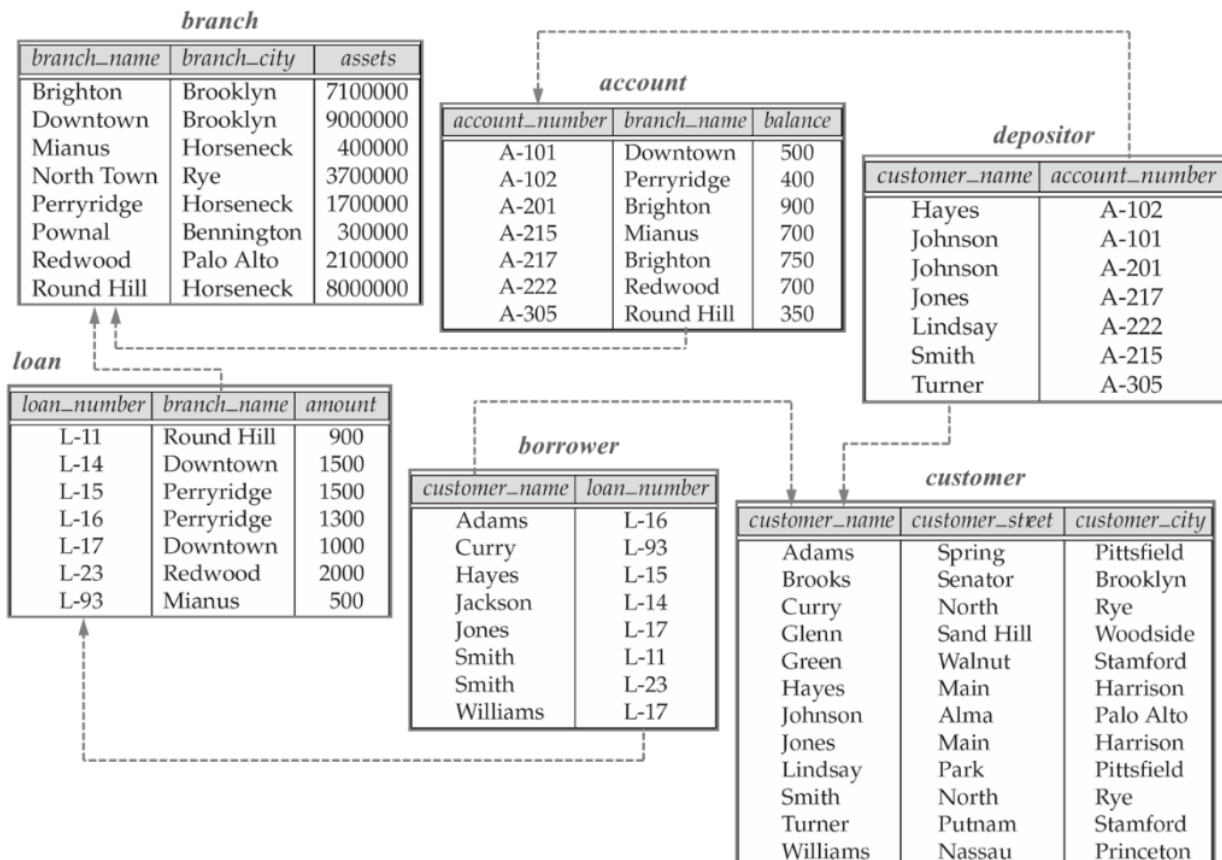 branch
branch_name branch_city assets
Brighton Brooklyn 7100000
Downtown Brooklyn 9000000
Mianus Horseneck 400000
North Town Rye 3700000
Perryridge Horseneck 1700000
Pownal Bennington 300000
Redwood Palo Alto 2100000
Round Hill Horseneck 8000000
account
account_number branch_name balance
A-101 Downtown 500
A-102 Perryridge 400
A-201 Brighton 900
A-215 Mianus 700
A-217 Brighton 750
A-222 Redwood 700
A-305 Round Hill 350
depositor
customer_name account_number
Hayes A-102
Johnson A-101
Johnson A-201
Jones A-217
Lindsay A-222
Smith A-215
Turner A-305
loan
loan_number branch_name amount
L-11 Round Hill 900
L-14 Downtown 1500
L-15 Perryridge 1500
L-16 Perryridge 1300
L-17 Downtown 1000
L-23 Redwood 2000
L-93 Mianus 500
borrower
customer_name loan_number
Adams L-16
Curry L-93
Hayes L-15
Jackson L-14
Jones L-17
Smith L-11
Smith L-23
Williams L-17
customer
customer_name customer_street customer_city
Adams Spring Pittsfield
Brooks Senator Brooklyn
Curry North Rye
Glenn Sand Hill Woodside
Green Walnut Stamford
Hayes Main Harrison
Johnson Alma Palo Alto
Jones Main Harrison
Lindsay Park Pittsfield
Smith North Rye
Turner Putnam Stamford
Williams Nassau Princeton